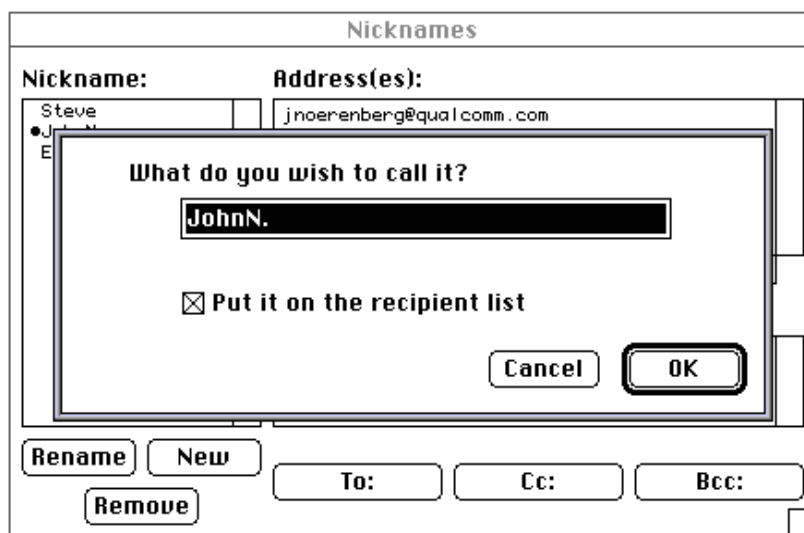 Nicknames
Nickname:
Address(es):
Steve
jnoerenberg@qualcomm.com
What do you wish to call it?
JohnN.
Put it on the recipient list
Cancel
OK
Rename
New
Remove
To:
Cc:
Bcc: